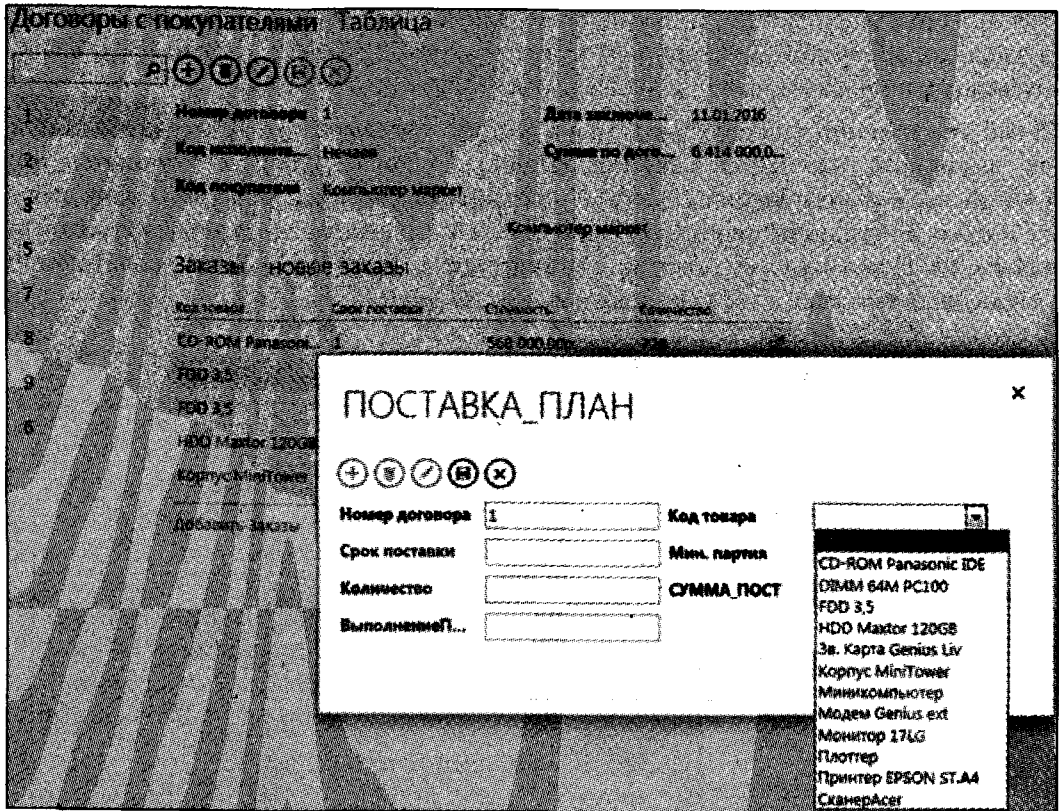 Договоры с покупателями Таблица
1
Номер договора 1 Дата заключе... 11.01.2016
2
Код исполните... Нечаев Сумма по дого... 6 414 000,0...
3
Код покупателя Компьютер маркет
Компьютер маркет
5
Заказы новые заказы
7
Код товара Срок поставки Стоимость Количество
8
CD-ROM Panasoni... 1 568 000,00р.
9
FDD 3,5
FDD 3,5
6
HDD Maxtor 120GB
Корпус MiniTower
Добавить Заказы
ПОСТАВКА_ПЛАН
Номер договора 1 Код товара
Срок поставки Мин. партия
Количество СУММА_ПОСТ
ВыполнениеП...
CD-ROM Panasonic IDE
DIMM 64M PC100
FDD 3,5
HDD Maxtor 120GB
Зв. Карта Genius Liv
Корпус MiniTower
Миникомпьютер
Модем Genius ext
Монитор 17LG
Плоттер
Принтер EPSON ST.A4
СканерAcer